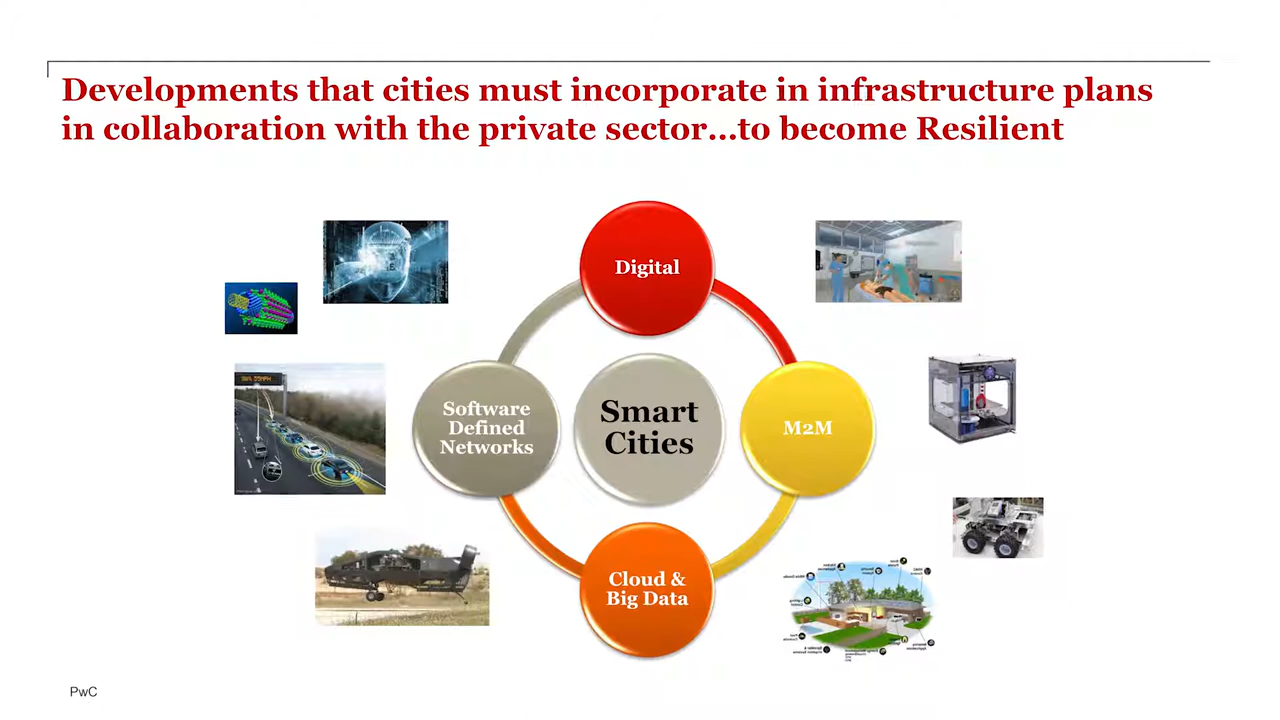 Developments that cities must incorporate in infrastructure plans
in collaboration with the private sector...to become Resilient
Digital
Software
Defined
Networks
Smart
Cities
M2M
Cloud &
Big Data
PwC